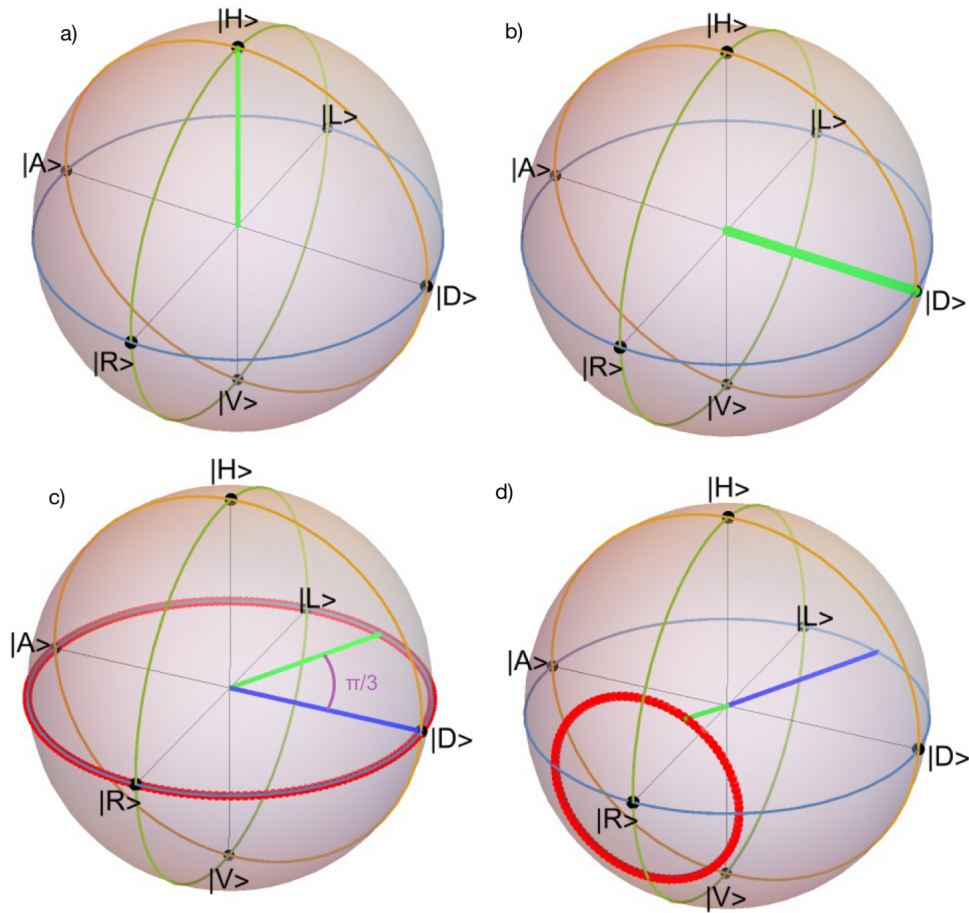 a)
|H>
|L>
|A>
|D>
|R>
|V>
b)
|H>
|L>
|A>
|D>
|R>
|V>
c)
|H>
|L>
|A>
π/3
|D>
|R>
|V>
d)
|H>
|L>
|A>
|D>
|R>
|V>